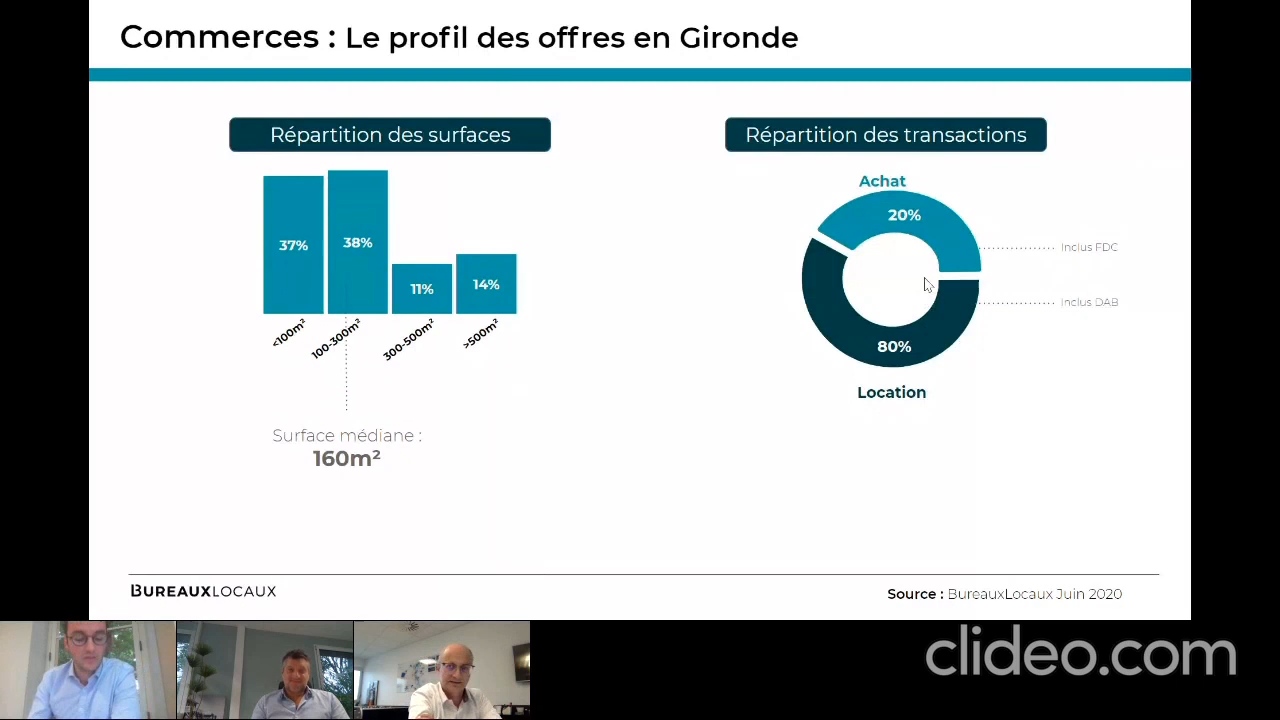 Commerces : Le profil des offres en Gironde
Répartition des surfaces
37%
38%
11%
14%
<100m²
100-300m²
300-500m²
>500m²
Surface médiane :
160m²
Répartition des transactions
Achat
20%
Inclus FDC
Inclus DAB
80%
Location
BUREAUXLOCAUX
Source : BureauxLocaux Juin 2020
clideo.com